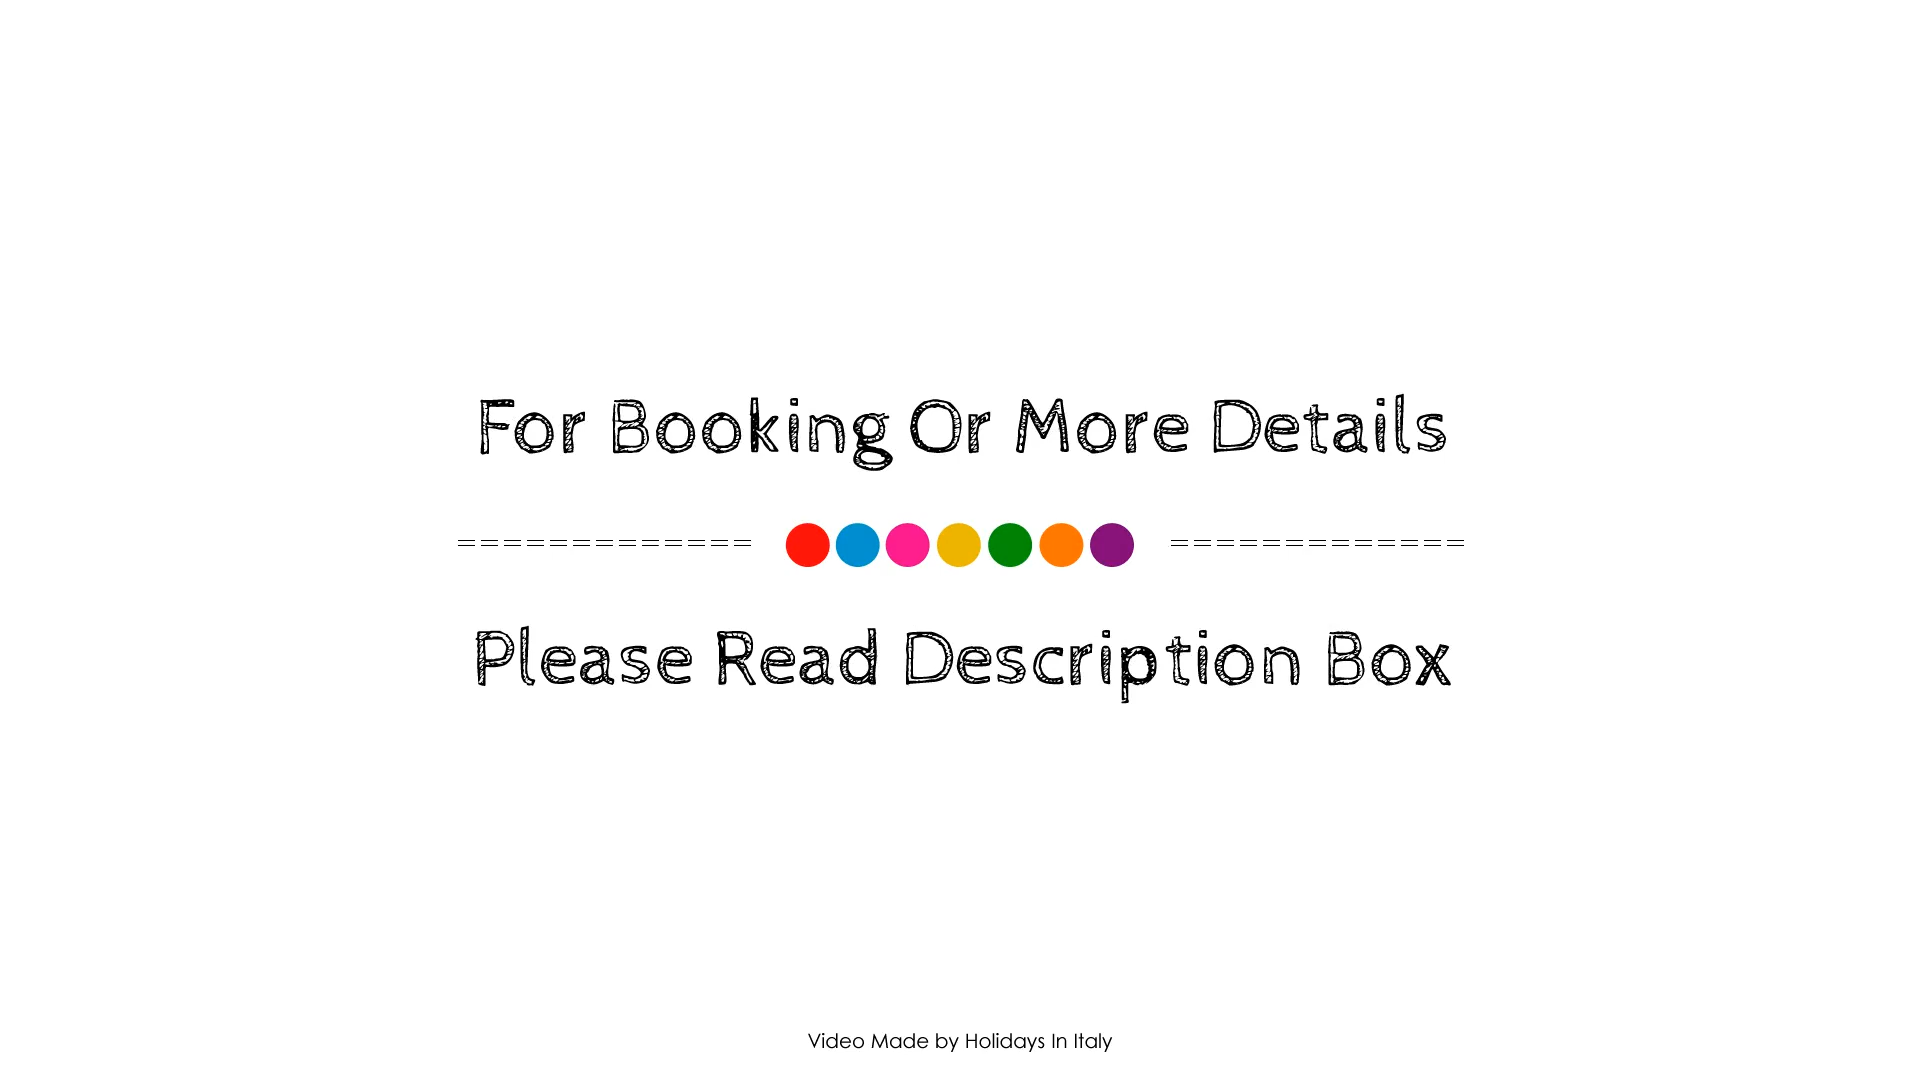 For Booking Or More Details
============= =============
Please Read Description Box
Video Made by Holidays In Italy